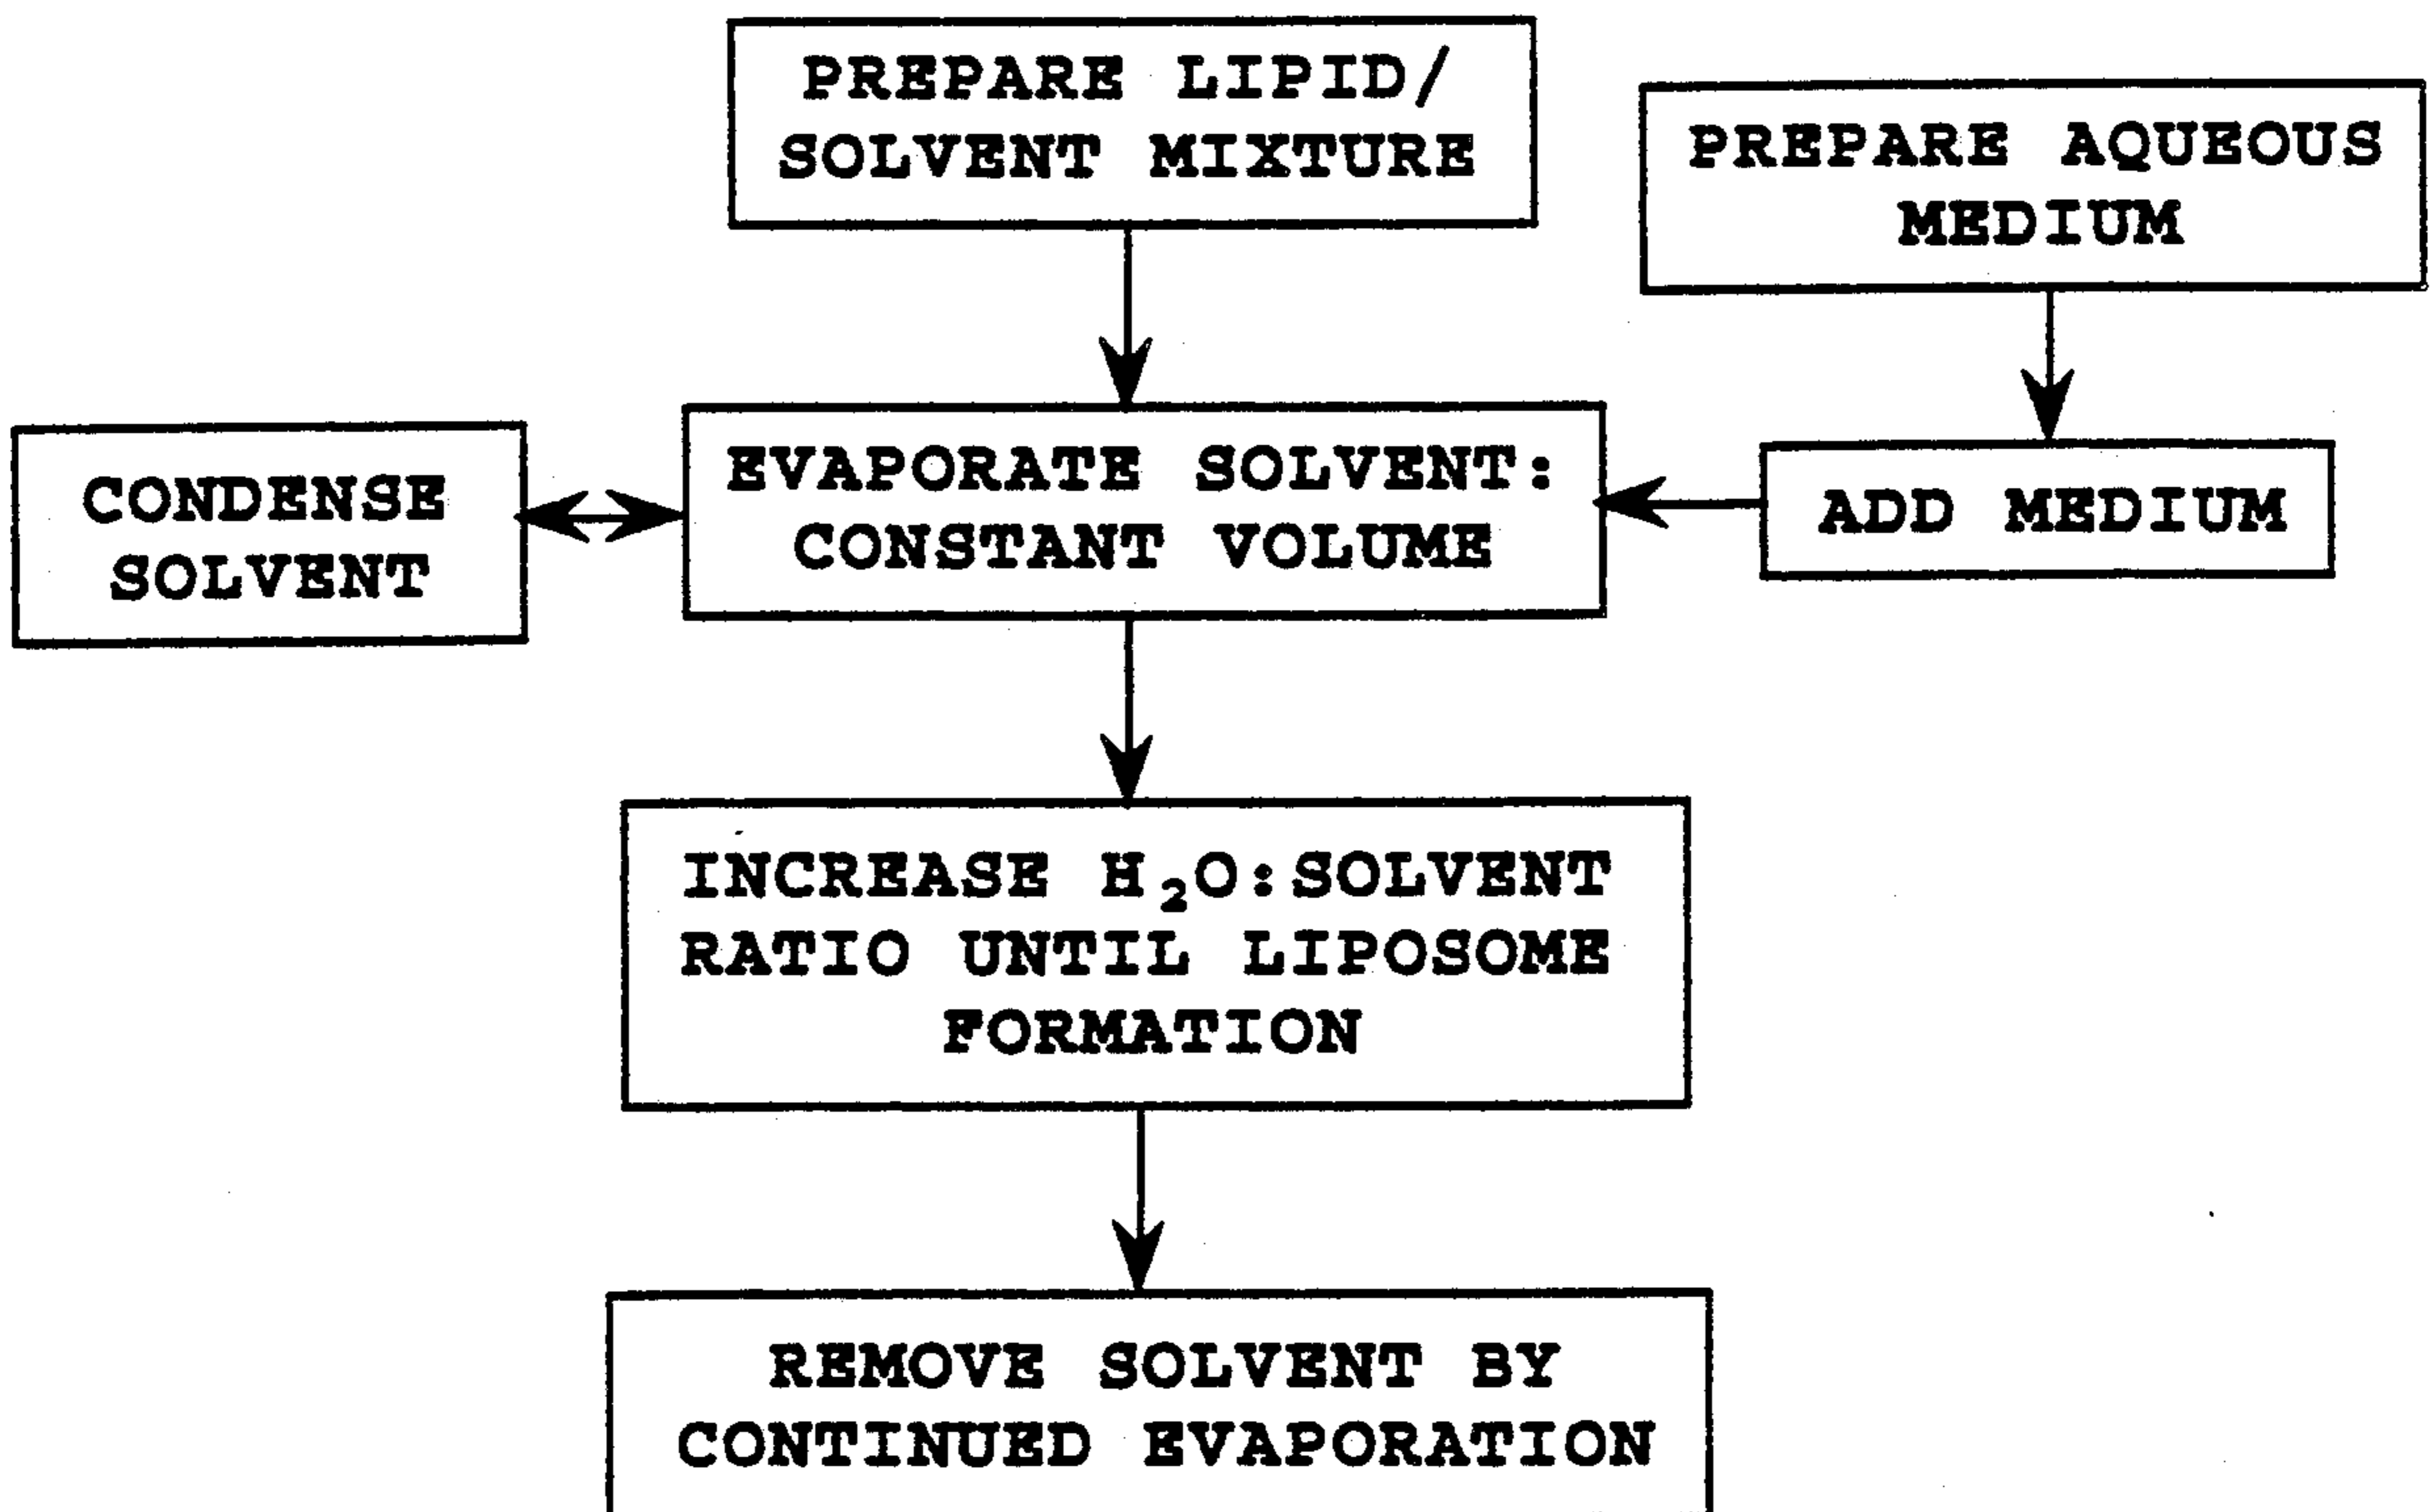 PREPARE LIPID/
SOLVENT MIXTURE
PREPARE AQUEOUS
MEDIUM
CONDENSE
SOLVENT
EVAPORATE SOLVENT:
CONSTANT VOLUME
ADD MEDIUM
INCREASE H₂O:SOLVENT
RATIO UNTIL LIPOSOME
FORMATION
REMOVE SOLVENT BY
CONTINUED EVAPORATION